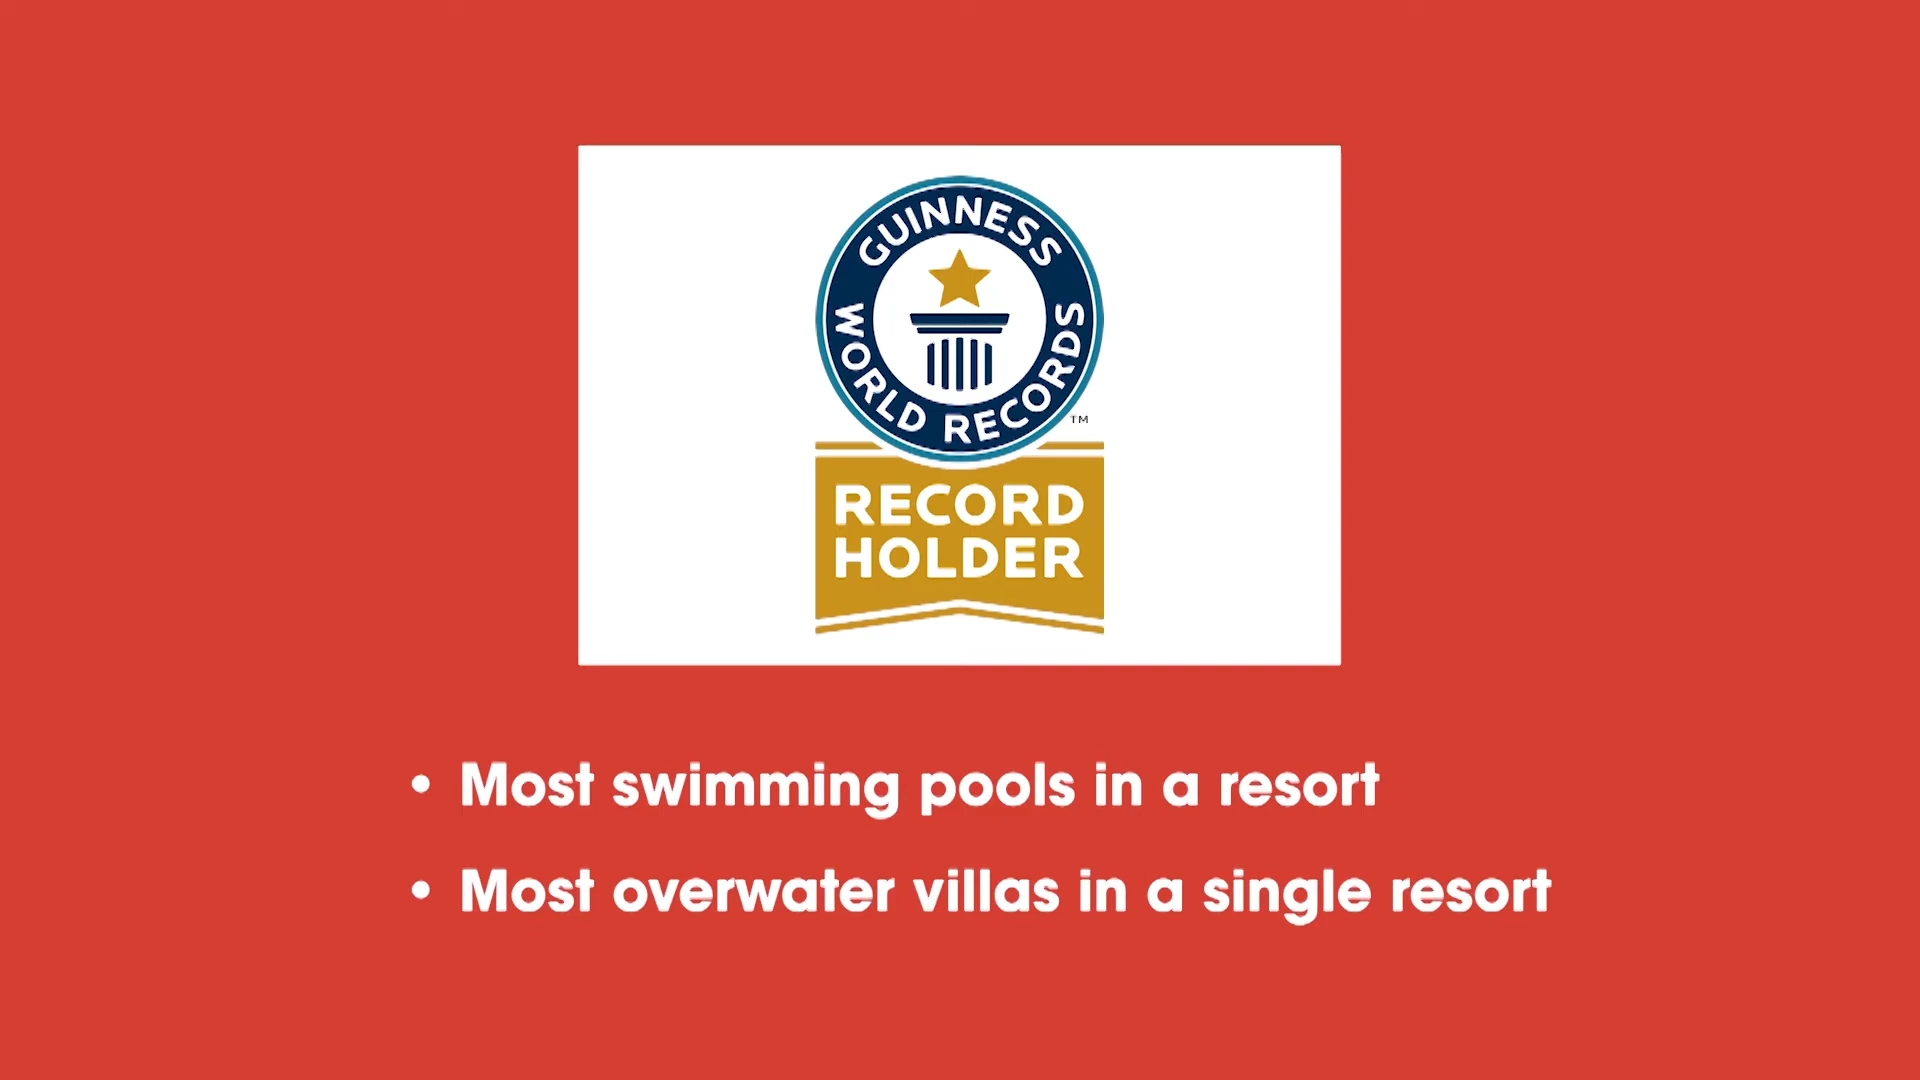 GUINNESS
WORLD RECORDS
™
RECORD
HOLDER
• Most swimming pools in a resort
• Most overwater villas in a single resort